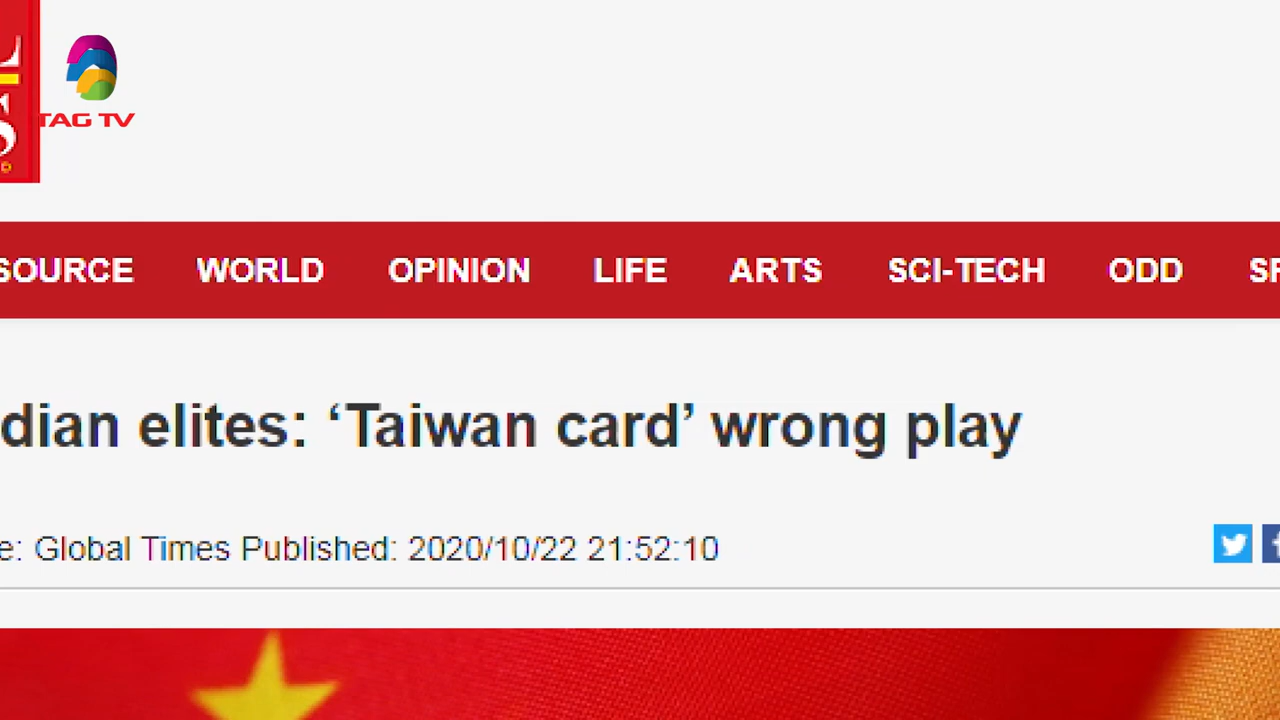 L
S
TAG TV
SOURCE WORLD OPINION LIFE ARTS SCI-TECH ODD SP
dian elites: ‘Taiwan card’ wrong play
e: Global Times Published: 2020/10/22 21:52:10